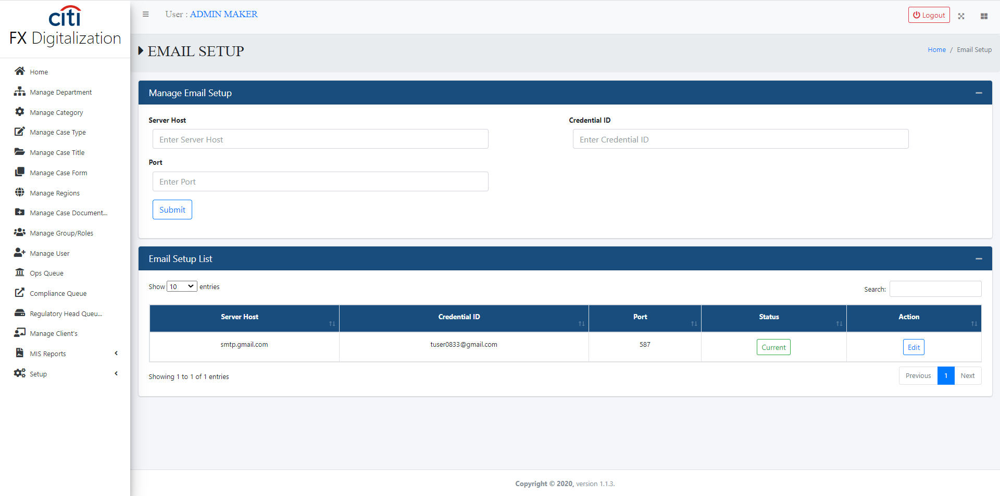 citi
FX Digitalization
Home
Manage Department
Manage Category
Manage Case Type
Manage Case Title
Manage Case Form
Manage Regions
Manage Case Document...
Manage Group/Roles
Manage User
Ops Queue
Compliance Queue
Regulatory Head Queu...
Manage Client's
MIS Reports
Setup
User : ADMIN MAKER
Logout
EMAIL SETUP
Home / Email Setup
Manage Email Setup
Server Host
Enter Server Host
Credential ID
Enter Credential ID
Port
Enter Port
Submit
Email Setup List
Show 10 entries
Search:
Server Host Credential ID Port Status Action
smtp.gmail.com tuser0833@gmail.com 587 Current Edit
Showing 1 to 1 of 1 entries
Previous 1 Next
Copyright © 2020, version 1.1.3.